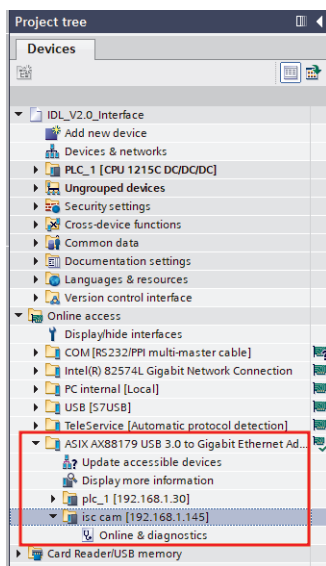 Project tree
Devices
IDL_V2.0_Interface
Add new device
Devices & networks
PLC_1 [CPU 1215C DC/DC/DC]
Ungrouped devices
Security settings
Cross-device functions
Common data
Documentation settings
Languages & resources
Version control interface
Online access
Display/hide interfaces
COM [RS232/PPI multi-master cable]
Intel(R) 82574L Gigabit Network Connection
PC internal [Local]
USB [S7USB]
TeleService [Automatic protocol detection]
ASIX AX88179 USB 3.0 to Gigabit Ethernet Ad...
Update accessible devices
Display more information
plc_1 [192.168.1.30]
isc cam [192.168.1.145]
Online & diagnostics
Card Reader/USB memory